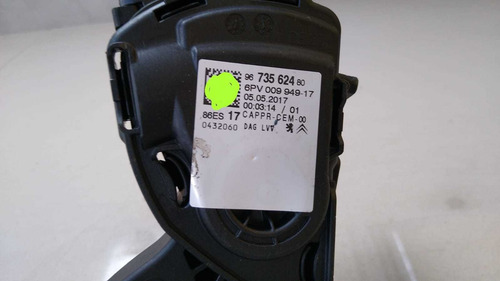 96 735 624 80
6PV 009 949-17
05.05.2017
00:03:14 / 01
86ES 17 CAPPR-CEM-00
0432060 DAG LVV